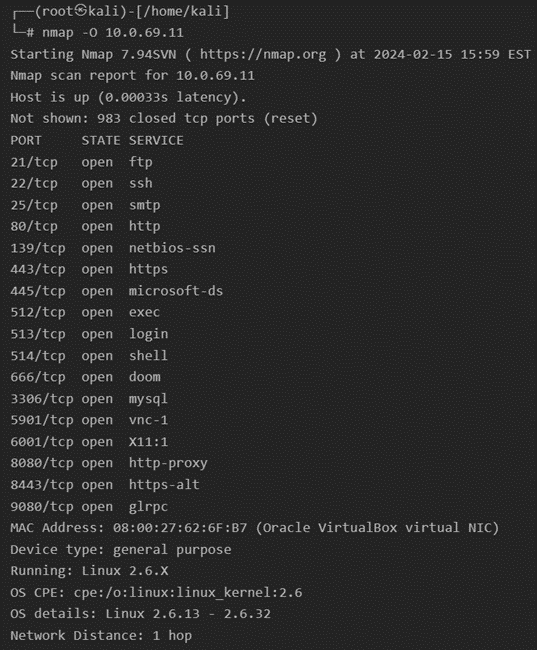 ┌──(root㉿kali)-[/home/kali]
└─# nmap -O 10.0.69.11
Starting Nmap 7.94SVN ( https://nmap.org ) at 2024-02-15 15:59 EST
Nmap scan report for 10.0.69.11
Host is up (0.00033s latency).
Not shown: 983 closed tcp ports (reset)
PORT     STATE SERVICE
21/tcp   open  ftp
22/tcp   open  ssh
25/tcp   open  smtp
80/tcp   open  http
139/tcp  open  netbios-ssn
443/tcp  open  https
445/tcp  open  microsoft-ds
512/tcp  open  exec
513/tcp  open  login
514/tcp  open  shell
666/tcp  open  doom
3306/tcp open  mysql
5901/tcp open  vnc-1
6001/tcp open  X11:1
8080/tcp open  http-proxy
8443/tcp open  https-alt
9080/tcp open  glrpc
MAC Address: 08:00:27:62:6F:B7 (Oracle VirtualBox virtual NIC)
Device type: general purpose
Running: Linux 2.6.X
OS CPE: cpe:/o:linux:linux_kernel:2.6
OS details: Linux 2.6.13 - 2.6.32
Network Distance: 1 hop